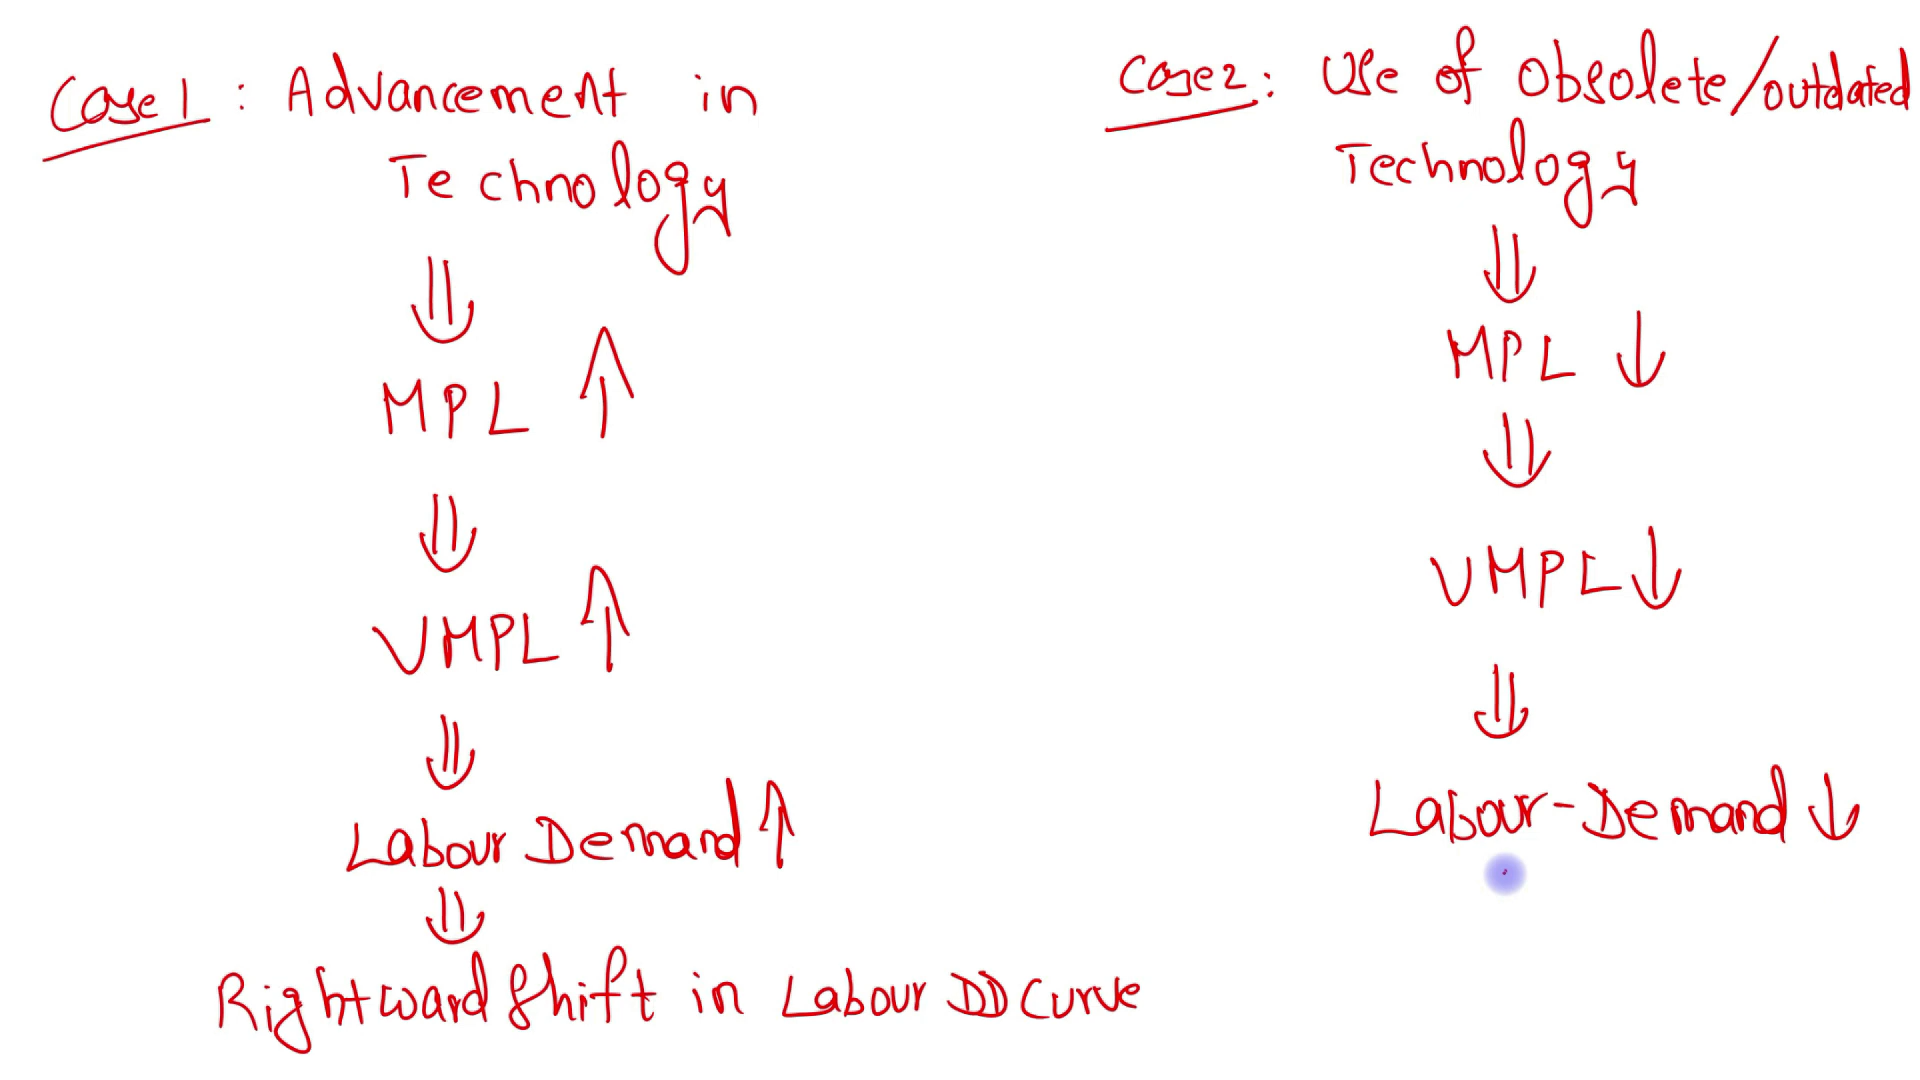 Case 1 : Advancement in
Technology
⇓
MPL ↑
⇓
VMPL ↑
⇓
Labour Demand ↑
⇓
Rightward shift in Labour DD curve
Case 2 : Use of obsolete/outdated
Technology
⇓
MPL ↓
⇓
VMPL ↓
⇓
Labour-Demand ↓